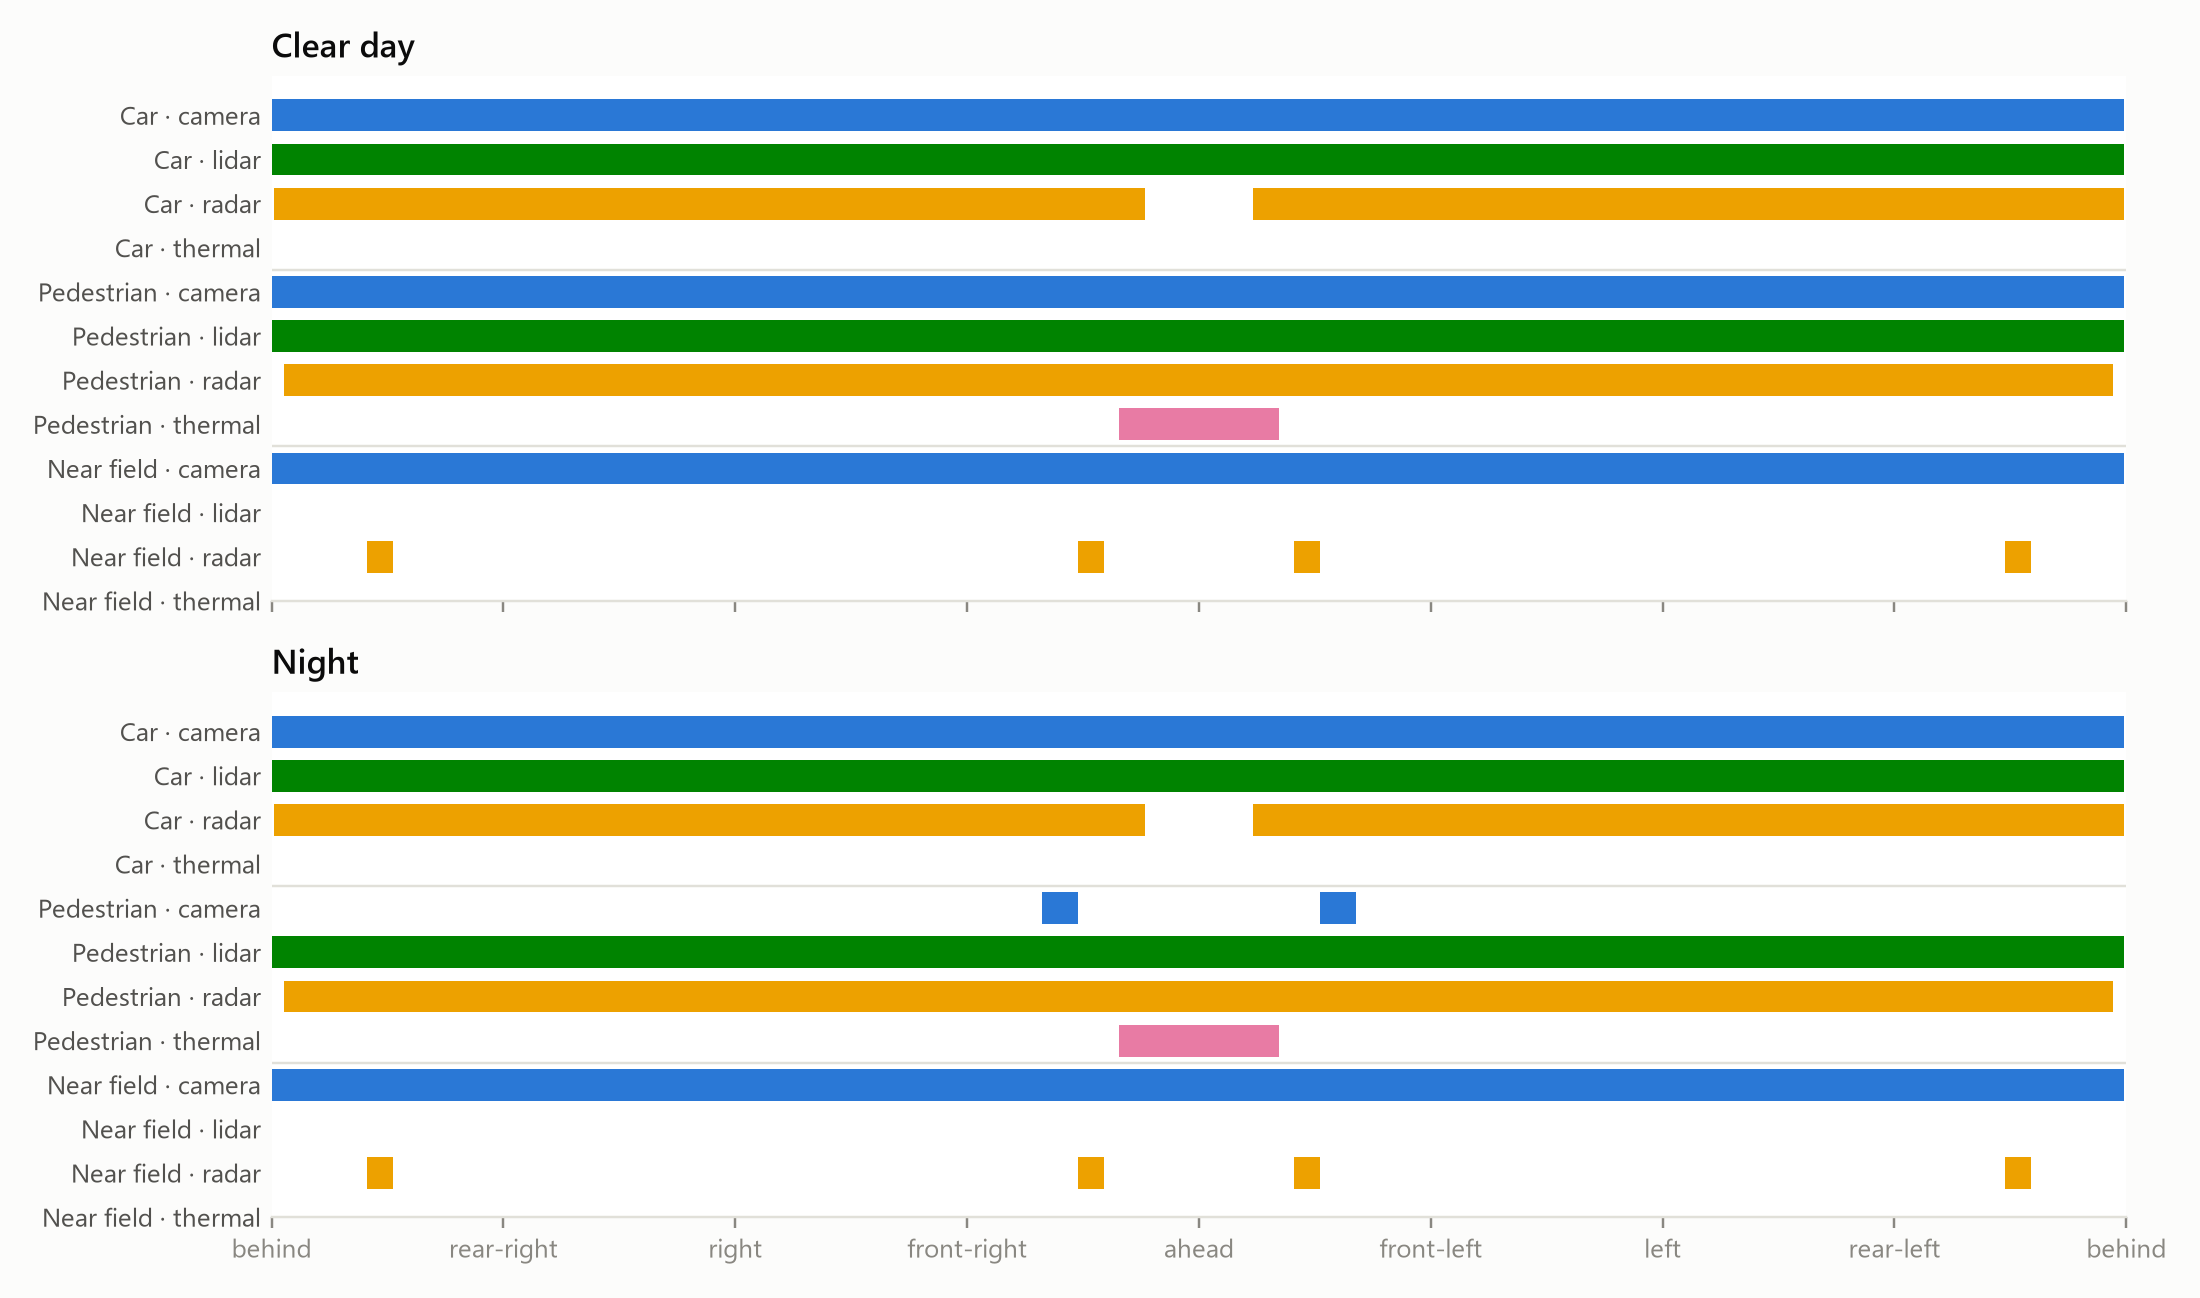 Clear day
Car · camera
Car · lidar
Car · radar
Car · thermal
Pedestrian · camera
Pedestrian · lidar
Pedestrian · radar
Pedestrian · thermal
Near field · camera
Near field · lidar
Near field · radar
Near field · thermal
Night
Car · camera
Car · lidar
Car · radar
Car · thermal
Pedestrian · camera
Pedestrian · lidar
Pedestrian · radar
Pedestrian · thermal
Near field · camera
Near field · lidar
Near field · radar
Near field · thermal
behind rear-right right front-right ahead front-left left rear-left behind